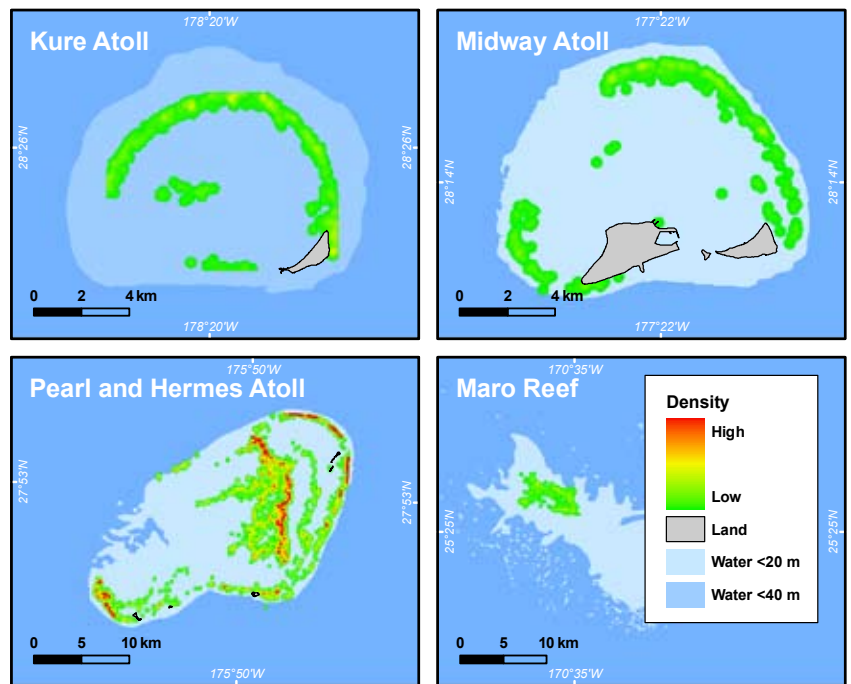 178°20'W
Kure Atoll
28°26'N
28°26'N
0 2 4 km
178°20'W
177°22'W
Midway Atoll
28°14'N
28°14'N
0 2 4 km
177°22'W
175°50'W
Pearl and Hermes Atoll
27°53'N
27°53'N
0 5 10 km
175°50'W
170°35'W
Maro Reef
25°25'N
25°25'N
0 5 10 km
170°35'W
Density
High
Low
Land
Water <20 m
Water <40 m